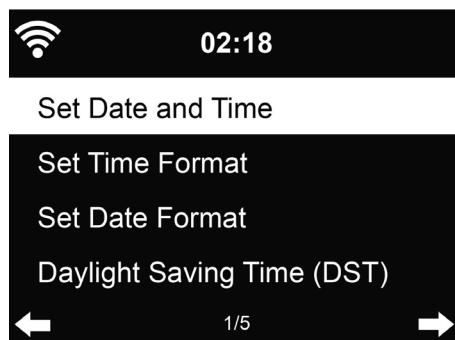 02:18
Set Date and Time
Set Time Format
Set Date Format
Daylight Saving Time (DST)
1/5